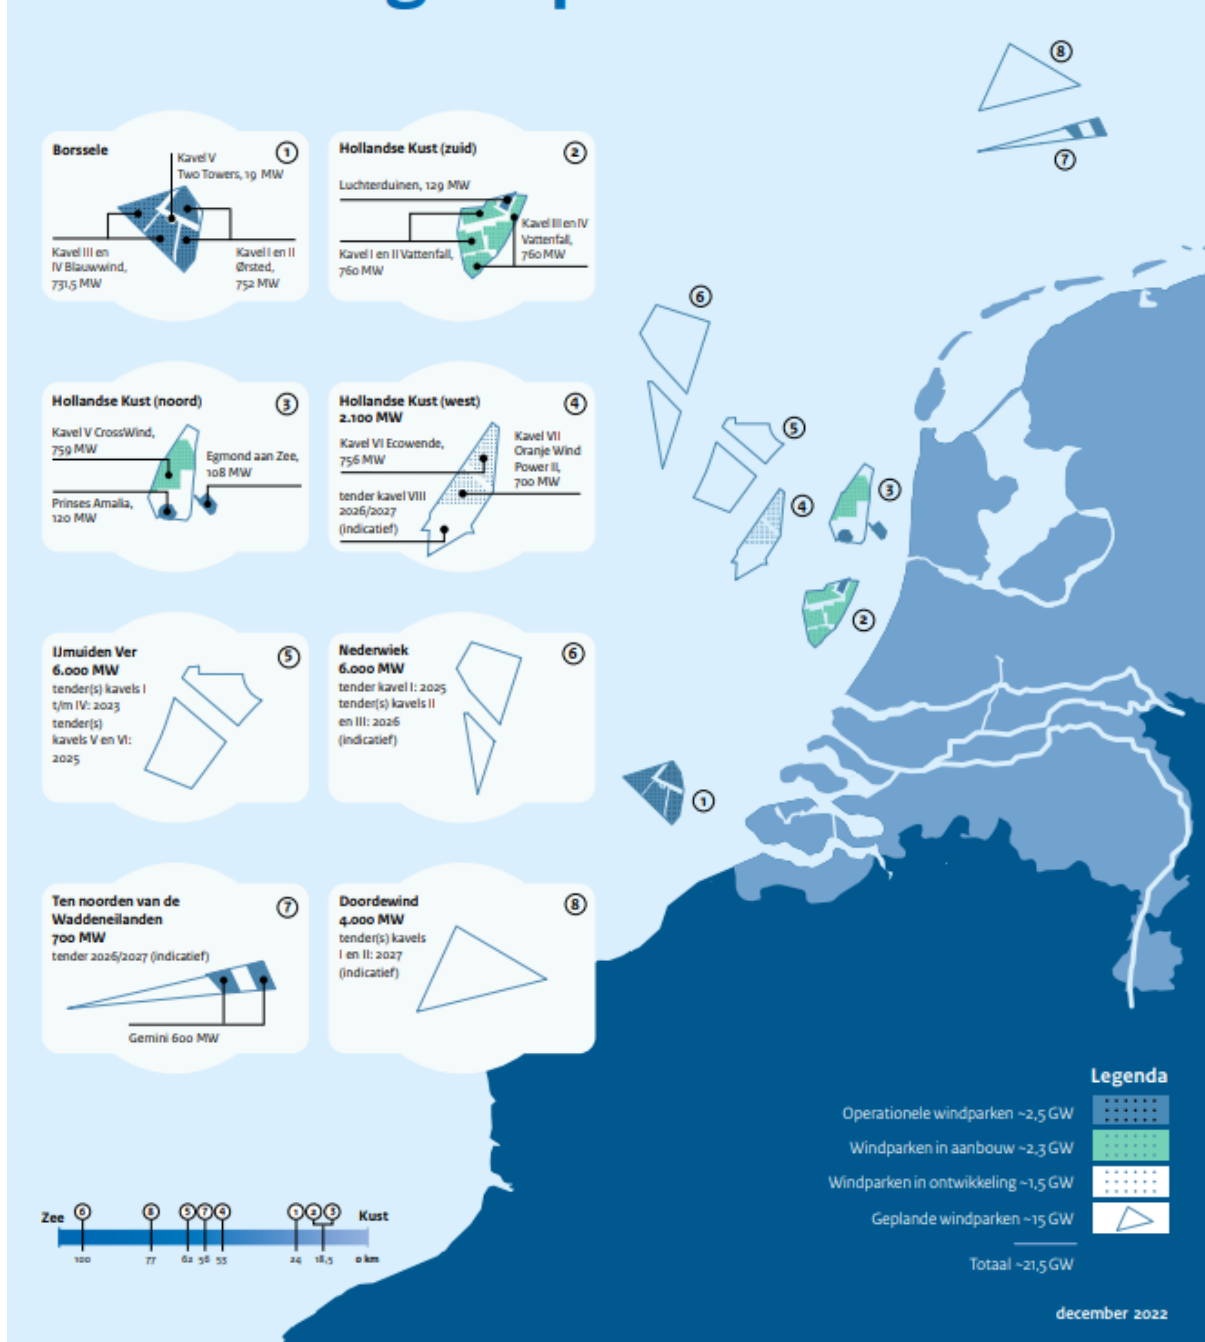 Borssele
1
Kavel V
Two Towers, 19 MW
Kavel III en
IV Blauwwind,
731,5 MW
Kavel I en II
Ørsted,
752 MW
Hollandse Kust (zuid)
2
Luchterduinen, 129 MW
Kavel III en IV
Vattenfall,
760 MW
Kavel I en II Vattenfall,
760 MW
Hollandse Kust (noord)
3
Kavel V CrossWind,
759 MW
Egmond aan Zee,
108 MW
Prinses Amalia,
120 MW
Hollandse Kust (west)
2.100 MW
4
Kavel VI Ecowende,
756 MW
Kavel VII
Oranje Wind
Power II,
700 MW
tender kavel VIII
2026/2027
(indicatief)
IJmuiden Ver
6.000 MW
5
tender(s) kavels I
t/m IV: 2023
tender(s)
kavels V en VI:
2025
Nederwiek
6.000 MW
6
tender kavel I: 2025
tender(s) kavels II
en III: 2026
(indicatief)
Ten noorden van de
Waddeneilanden
700 MW
7
tender 2026/2027 (indicatief)
Gemini 600 MW
Doordewind
4.000 MW
8
tender(s) kavels
I en II: 2027
(indicatief)
8
7
6
5
4
3
2
1
Legenda
Operationele windparken ~2,5 GW
Windparken in aanbouw ~2,3 GW
Windparken in ontwikkeling ~1,5 GW
Geplande windparken ~15 GW
Totaal ~21,5 GW
Zee 6 8 5 7 4 1 2 3 Kust
100 77 62 56 53 24 18,5 0 km
december 2022